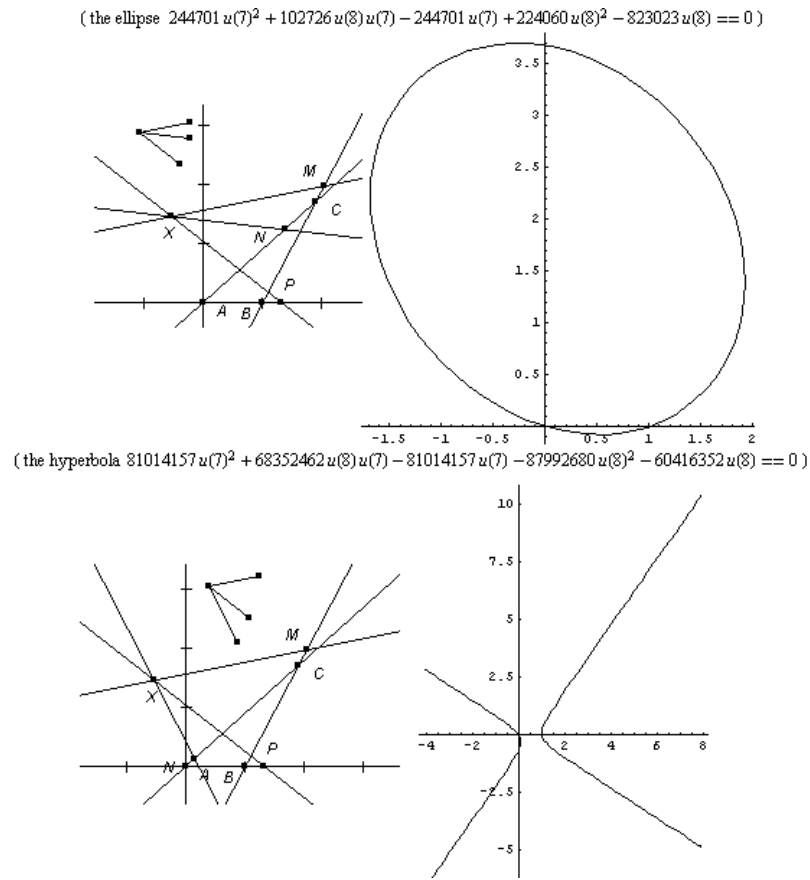 ( the ellipse 244701 u(7)² + 102726 u(8) u(7) − 244701 u(7) + 224060 u(8)² − 823023 u(8) == 0 )
3.5
3
2.5
2
1.5
1
0.5
-1.5 -1 -0.5 0.5 1 1.5 2
M
C
X N
P
A B
( the hyperbola 81014157 u(7)² + 68352462 u(8) u(7) − 81014157 u(7) − 87992680 u(8)² − 60416352 u(8) == 0 )
10
7.5
5
2.5
-4 -2 2 4 6 8
-2.5
-5
M
C
X
P
N A B